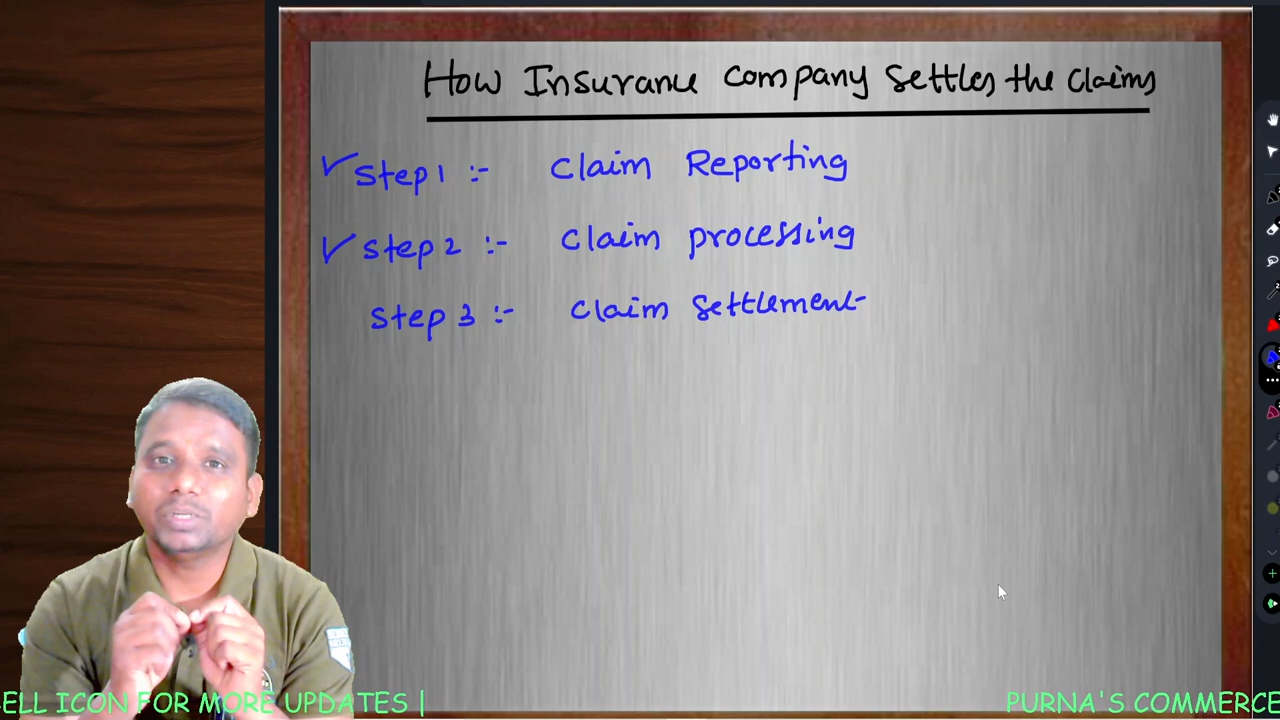 How Insurance company settles the claims
✓ Step 1 :- Claim Reporting
✓ Step 2 :- Claim processing
Step 3 :- Claim Settlement
ELL ICON FOR MORE UPDATES |
PURNA'S COMMERCE